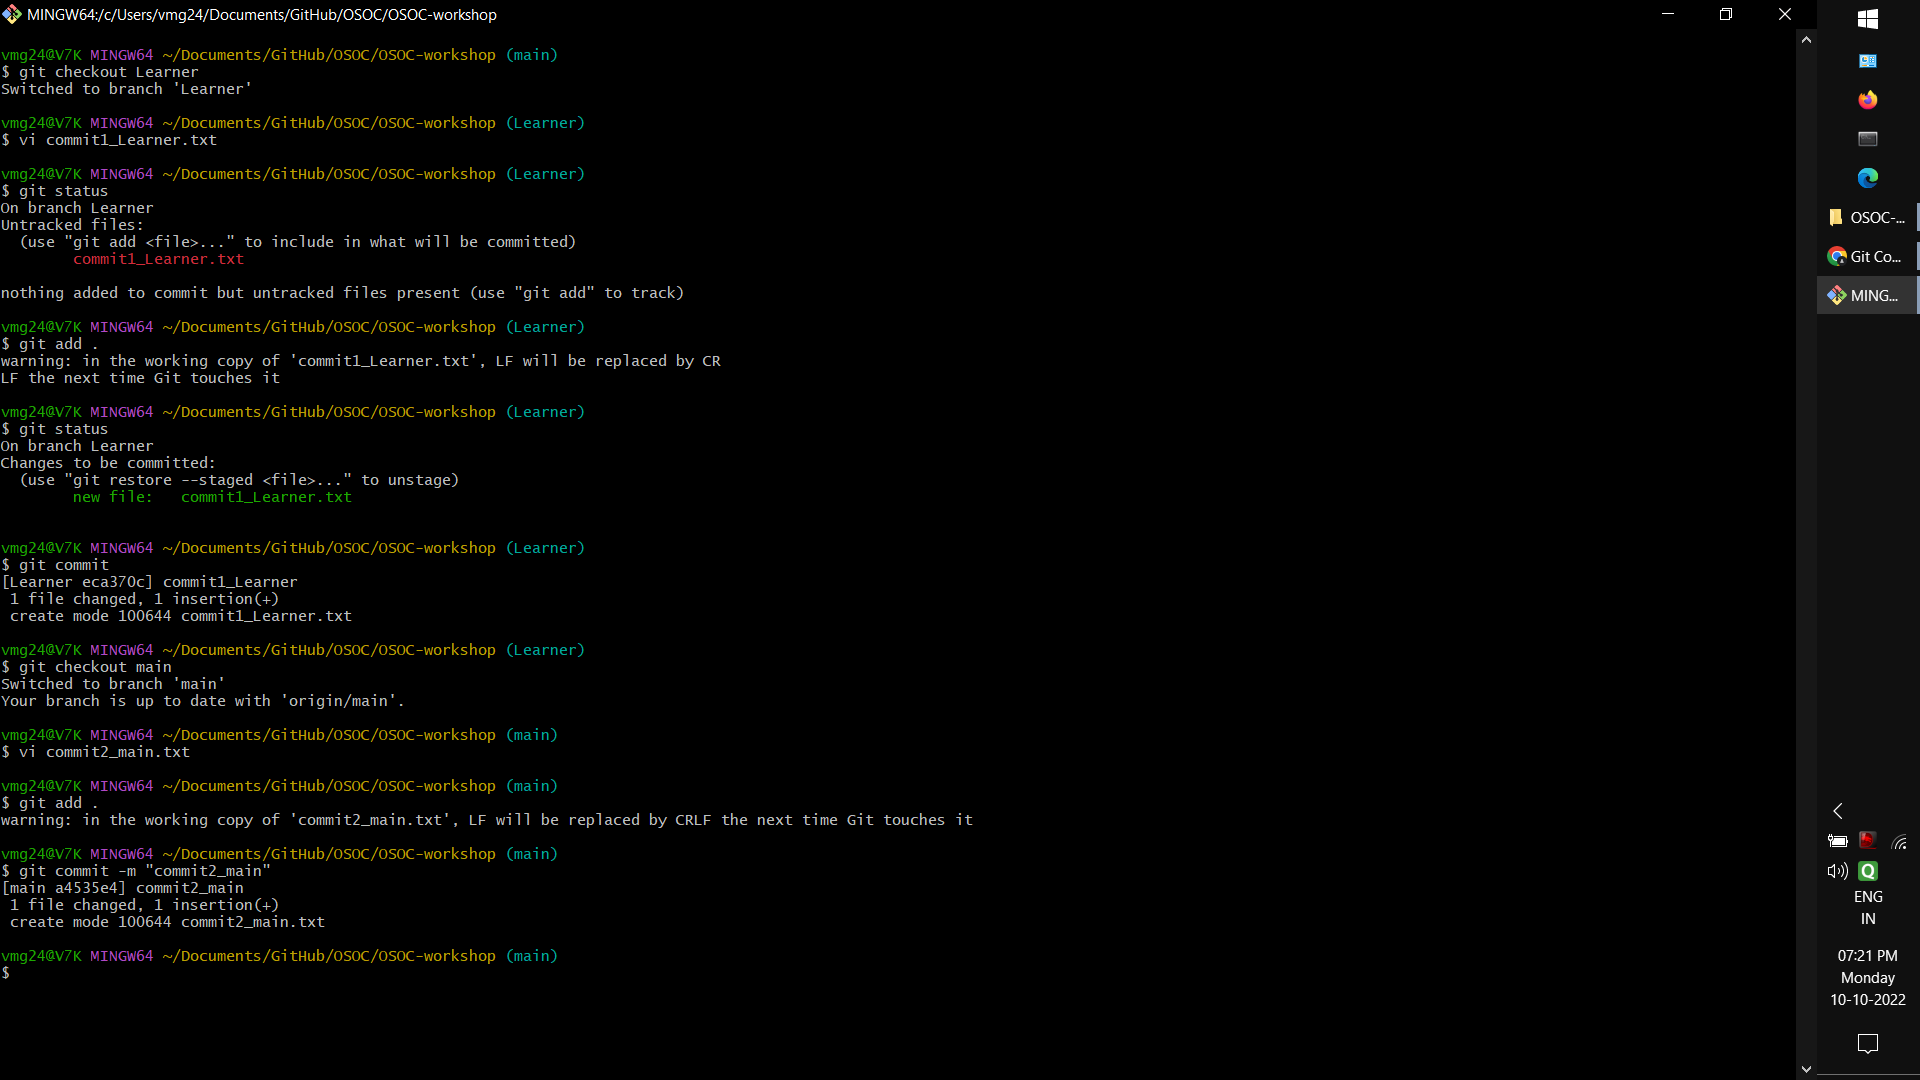 MINGW64:/c/Users/vmg24/Documents/GitHub/OSOC/OSOC-workshop
vmg24@V7K MINGW64 ~/Documents/GitHub/OSOC/OSOC-workshop (main)
$ git checkout Learner
Switched to branch 'Learner'
vmg24@V7K MINGW64 ~/Documents/GitHub/OSOC/OSOC-workshop (Learner)
$ vi commit1_Learner.txt
vmg24@V7K MINGW64 ~/Documents/GitHub/OSOC/OSOC-workshop (Learner)
$ git status
On branch Learner
Untracked files:
  (use "git add <file>..." to include in what will be committed)
        commit1_Learner.txt
nothing added to commit but untracked files present (use "git add" to track)
vmg24@V7K MINGW64 ~/Documents/GitHub/OSOC/OSOC-workshop (Learner)
$ git add .
warning: in the working copy of 'commit1_Learner.txt', LF will be replaced by CR
LF the next time Git touches it
vmg24@V7K MINGW64 ~/Documents/GitHub/OSOC/OSOC-workshop (Learner)
$ git status
On branch Learner
Changes to be committed:
  (use "git restore --staged <file>..." to unstage)
        new file:   commit1_Learner.txt
vmg24@V7K MINGW64 ~/Documents/GitHub/OSOC/OSOC-workshop (Learner)
$ git commit
[Learner eca370c] commit1_Learner
 1 file changed, 1 insertion(+)
 create mode 100644 commit1_Learner.txt
vmg24@V7K MINGW64 ~/Documents/GitHub/OSOC/OSOC-workshop (Learner)
$ git checkout main
Switched to branch 'main'
Your branch is up to date with 'origin/main'.
vmg24@V7K MINGW64 ~/Documents/GitHub/OSOC/OSOC-workshop (main)
$ vi commit2_main.txt
vmg24@V7K MINGW64 ~/Documents/GitHub/OSOC/OSOC-workshop (main)
$ git add .
warning: in the working copy of 'commit2_main.txt', LF will be replaced by CRLF the next time Git touches it
vmg24@V7K MINGW64 ~/Documents/GitHub/OSOC/OSOC-workshop (main)
$ git commit -m "commit2_main"
[main a4535e4] commit2_main
 1 file changed, 1 insertion(+)
 create mode 100644 commit2_main.txt
vmg24@V7K MINGW64 ~/Documents/GitHub/OSOC/OSOC-workshop (main)
$
OSOC-...
Git Co...
MING...
Q
ENG
IN
07:21 PM
Monday
10-10-2022